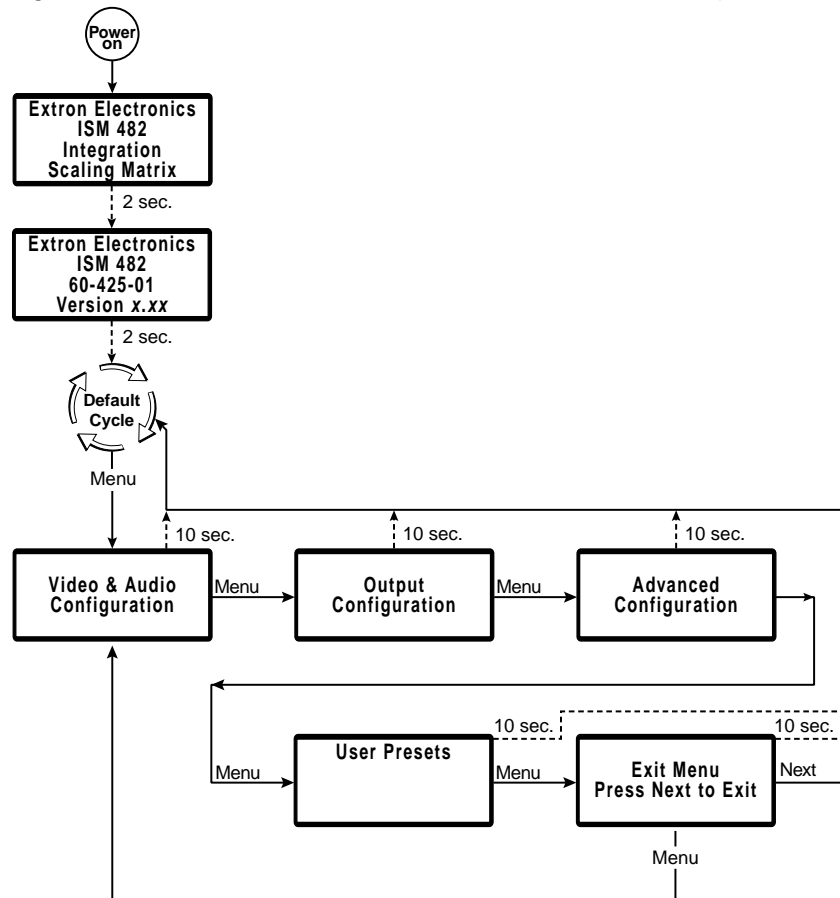 Power
on
Extron Electronics
ISM 482
Integration
Scaling Matrix
2 sec.
Extron Electronics
ISM 482
60-425-01
Version x.xx
2 sec.
Default
Cycle
Menu
10 sec.
10 sec.
10 sec.
Video & Audio
Configuration
Menu
Output
Configuration
Menu
Advanced
Configuration
10 sec.
10 sec.
Menu
User Presets
Menu
Exit Menu
Press Next to Exit
Next
Menu